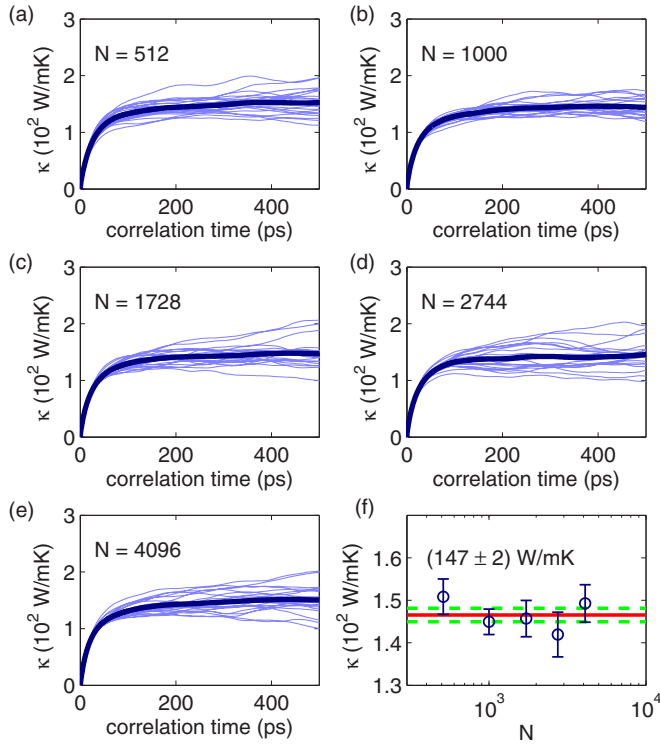 (a)
N = 512
κ (10² W/mK)
3
2
1
0
0 200 400
correlation time (ps)
(b)
N = 1000
κ (10² W/mK)
3
2
1
0
0 200 400
correlation time (ps)
(c)
N = 1728
κ (10² W/mK)
3
2
1
0
0 200 400
correlation time (ps)
(d)
N = 2744
κ (10² W/mK)
3
2
1
0
0 200 400
correlation time (ps)
(e)
N = 4096
κ (10² W/mK)
3
2
1
0
0 200 400
correlation time (ps)
(f)
(147 ± 2) W/mK
κ (10² W/mK)
1.7
1.6
1.5
1.4
1.3
10³ 10⁴
N